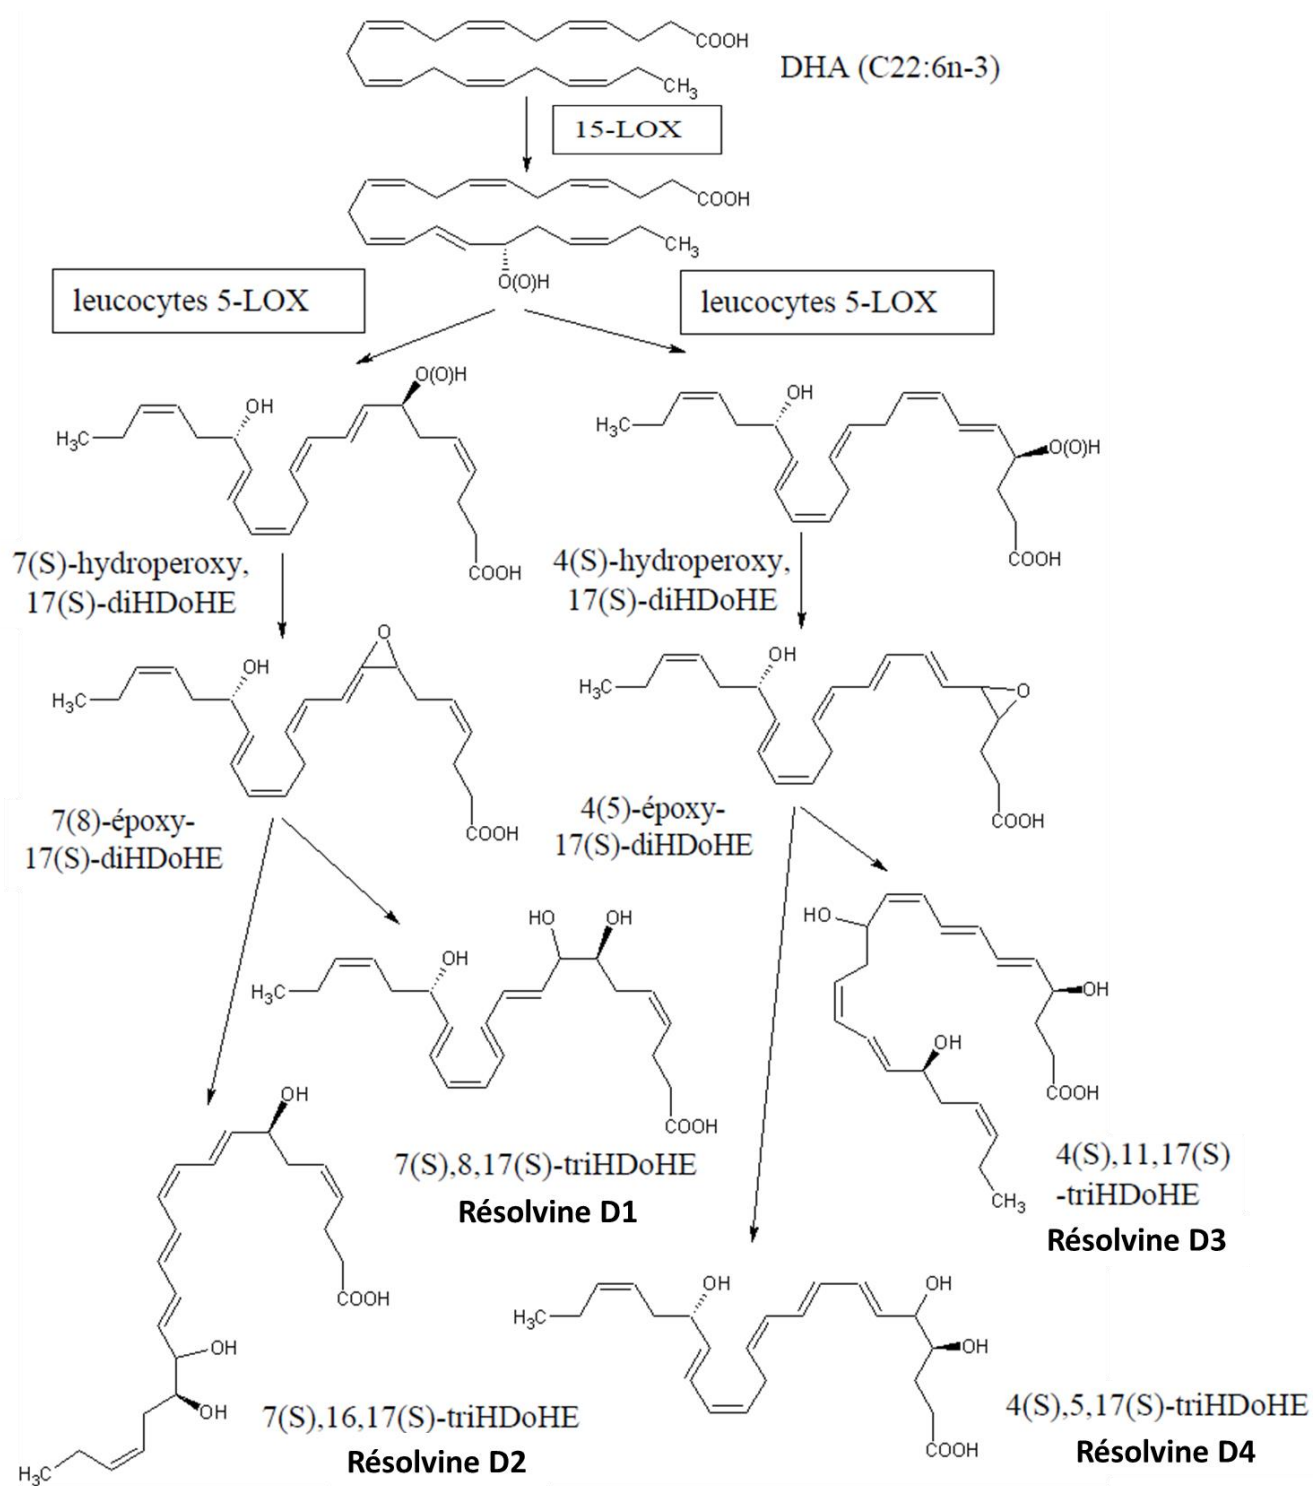 COOH
DHA (C22:6n-3)
CH3
15-LOX
COOH
CH3
O(O)H
leucocytes 5-LOX
leucocytes 5-LOX
O(O)H
OH
H3C
COOH
OH
H3C
O(O)H
COOH
7(S)-hydroperoxy,
17(S)-diHDoHE
4(S)-hydroperoxy,
17(S)-diHDoHE
O
OH
H3C
COOH
OH
H3C
O
COOH
7(8)-époxy-
17(S)-diHDoHE
4(5)-époxy-
17(S)-diHDoHE
HO
OH
OH
H3C
COOH
7(S),8,17(S)-triHDoHE
Résolvine D1
HO
OH
OH
COOH
CH3
4(S),11,17(S)
-triHDoHE
Résolvine D3
OH
COOH
OH
OH
H3C
7(S),16,17(S)-triHDoHE
Résolvine D2
OH
OH
H3C
OH
COOH
4(S),5,17(S)-triHDoHE
Résolvine D4